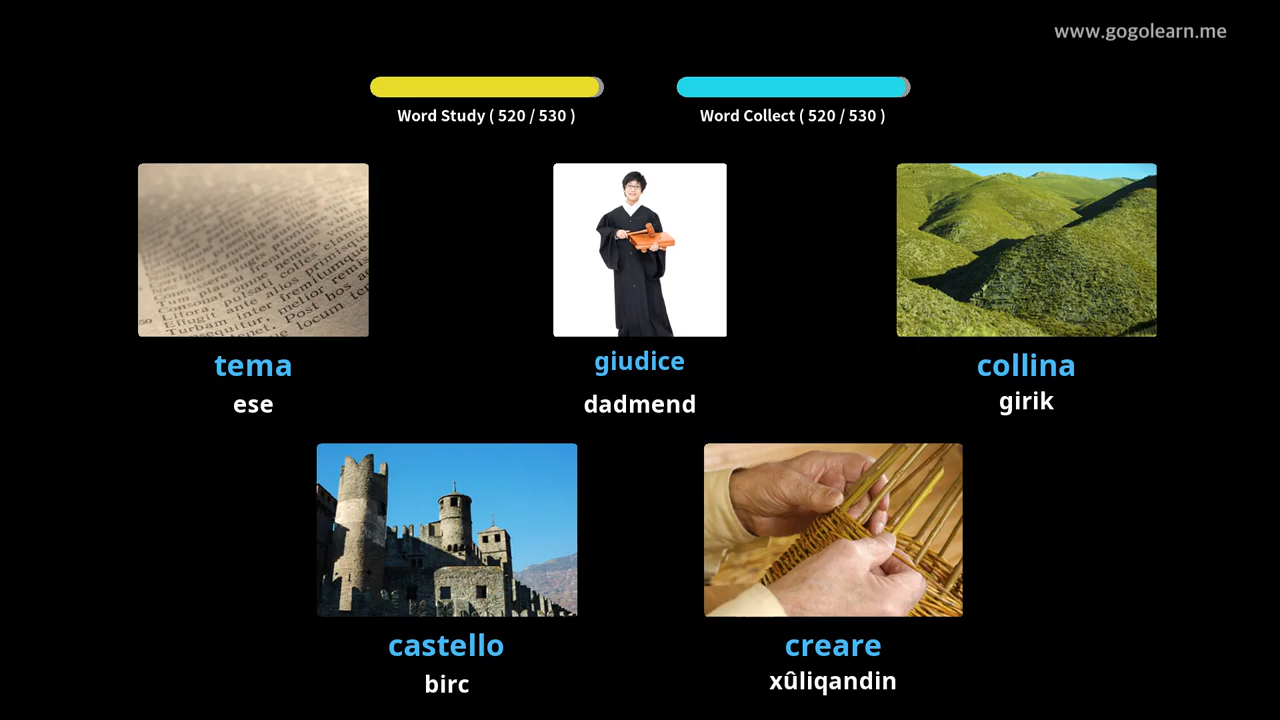 www.gogolearn.me
Word Study ( 520 / 530 )
Word Collect ( 520 / 530 )
tema
ese
giudice
dadmend
collina
girik
castello
birc
creare
xûliqandin